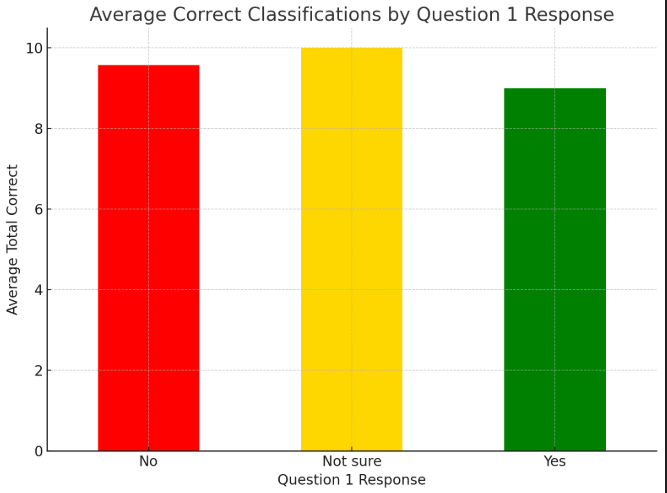 Average Correct Classifications by Question 1 Response
Average Total Correct
10
8
6
4
2
0
No
Not sure
Yes
Question 1 Response